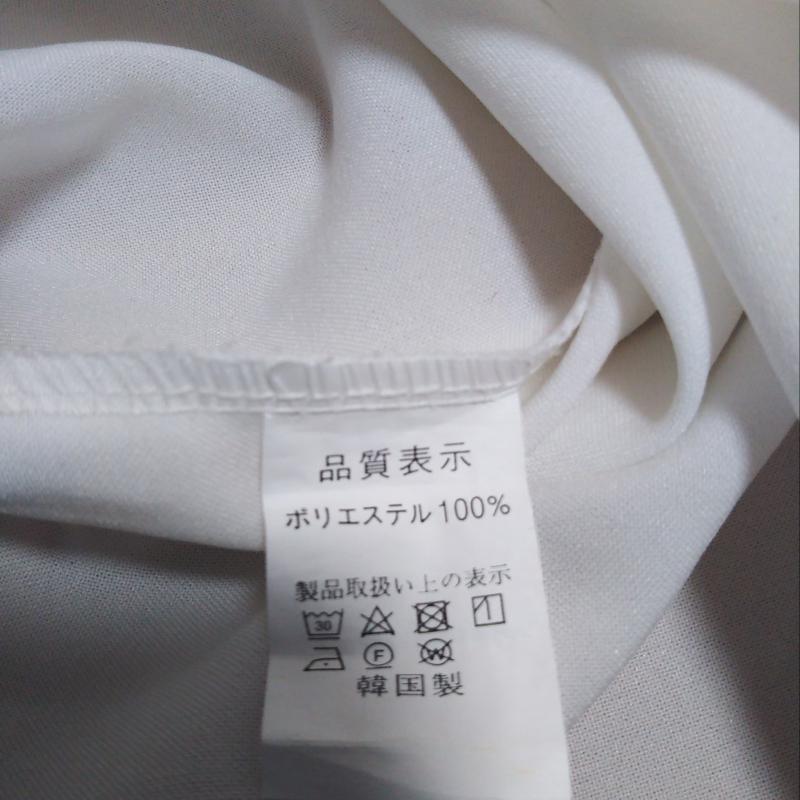 品質表示
ポリエステル100%
製品取扱い上の表示
30
F W
韓国製